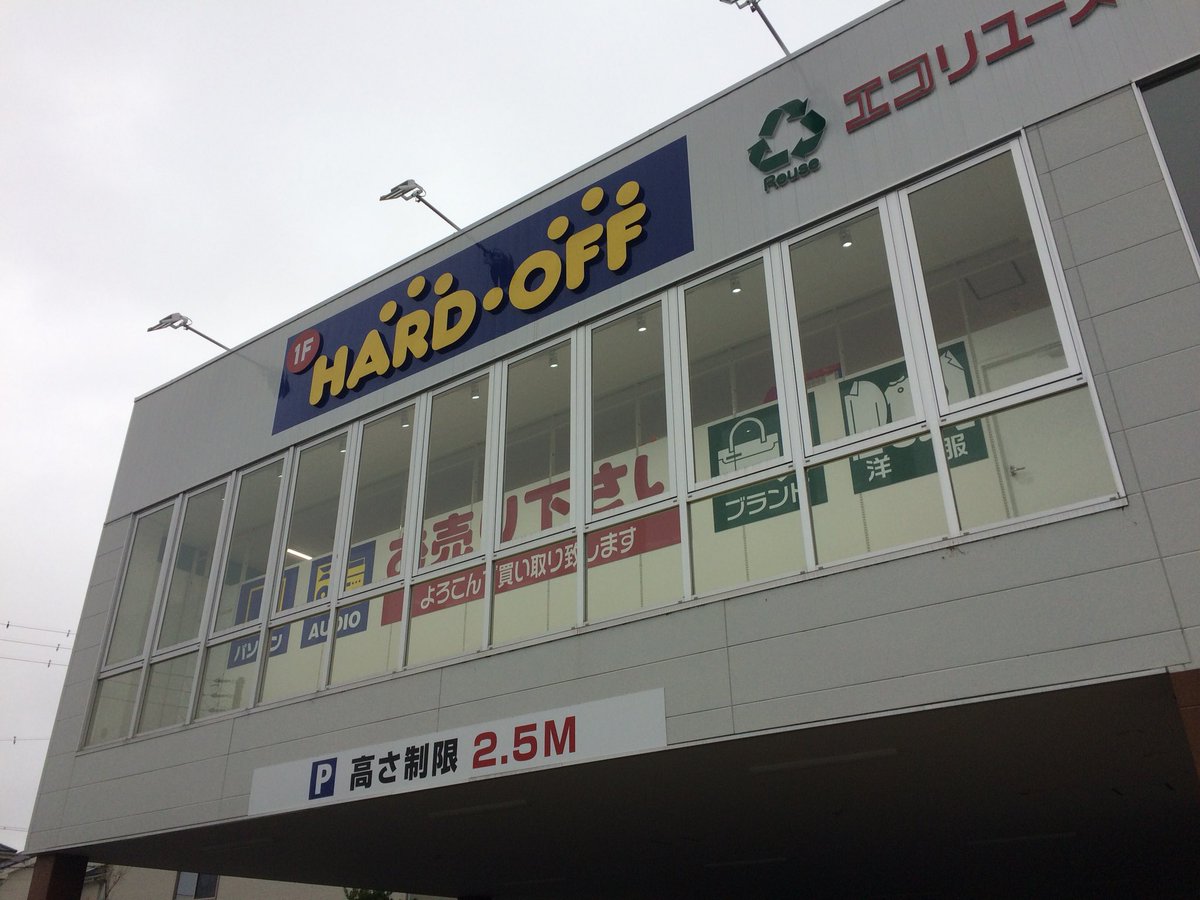 エコリユース
Reuse
1F
HARD・OFF
お売り下さい
よろこんで買い取り致します
パソコン
AUDIO
ブランド
洋服
P 高さ制限 2.5M